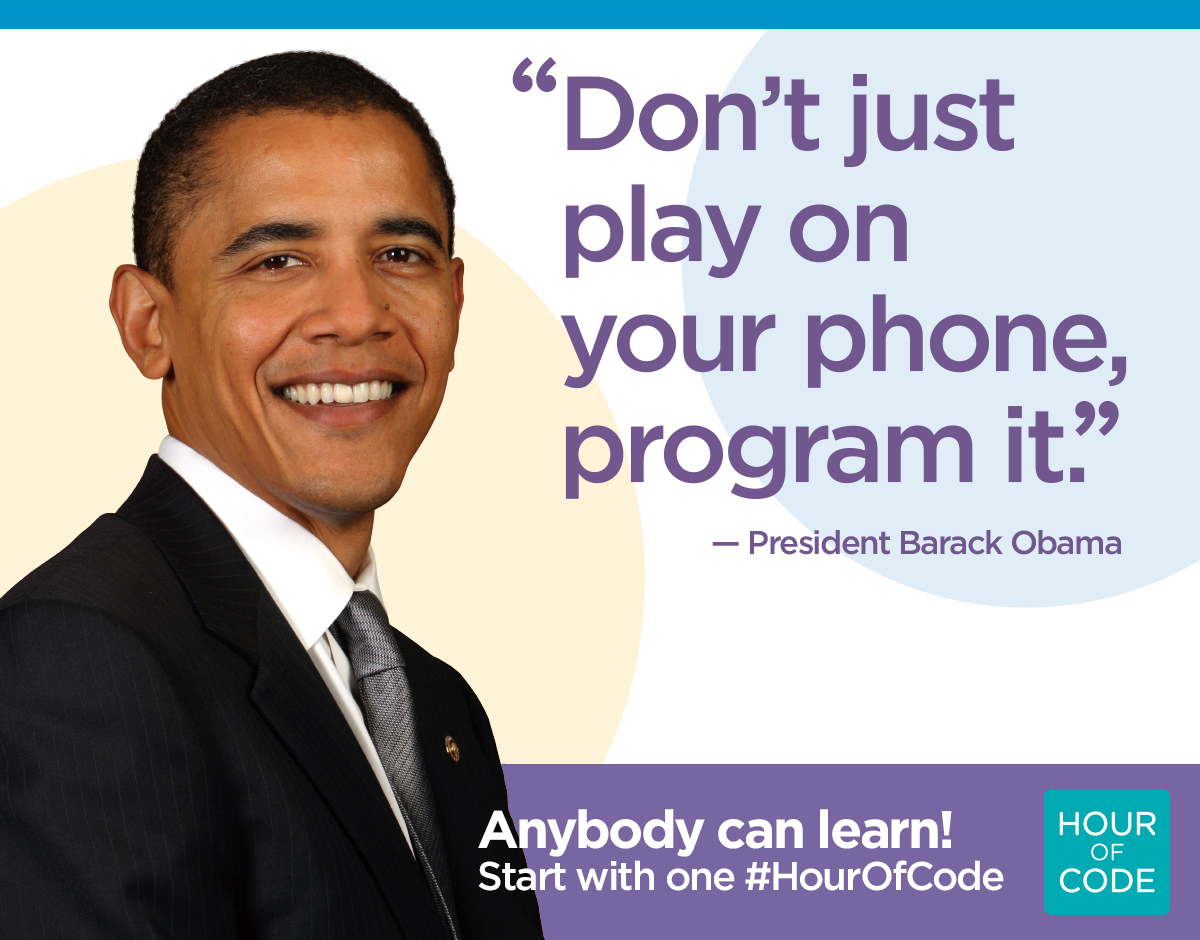 “Don’t just
play on
your phone,
program it.”
— President Barack Obama
Anybody can learn!
Start with one #HourOfCode
HOUR
OF
CODE